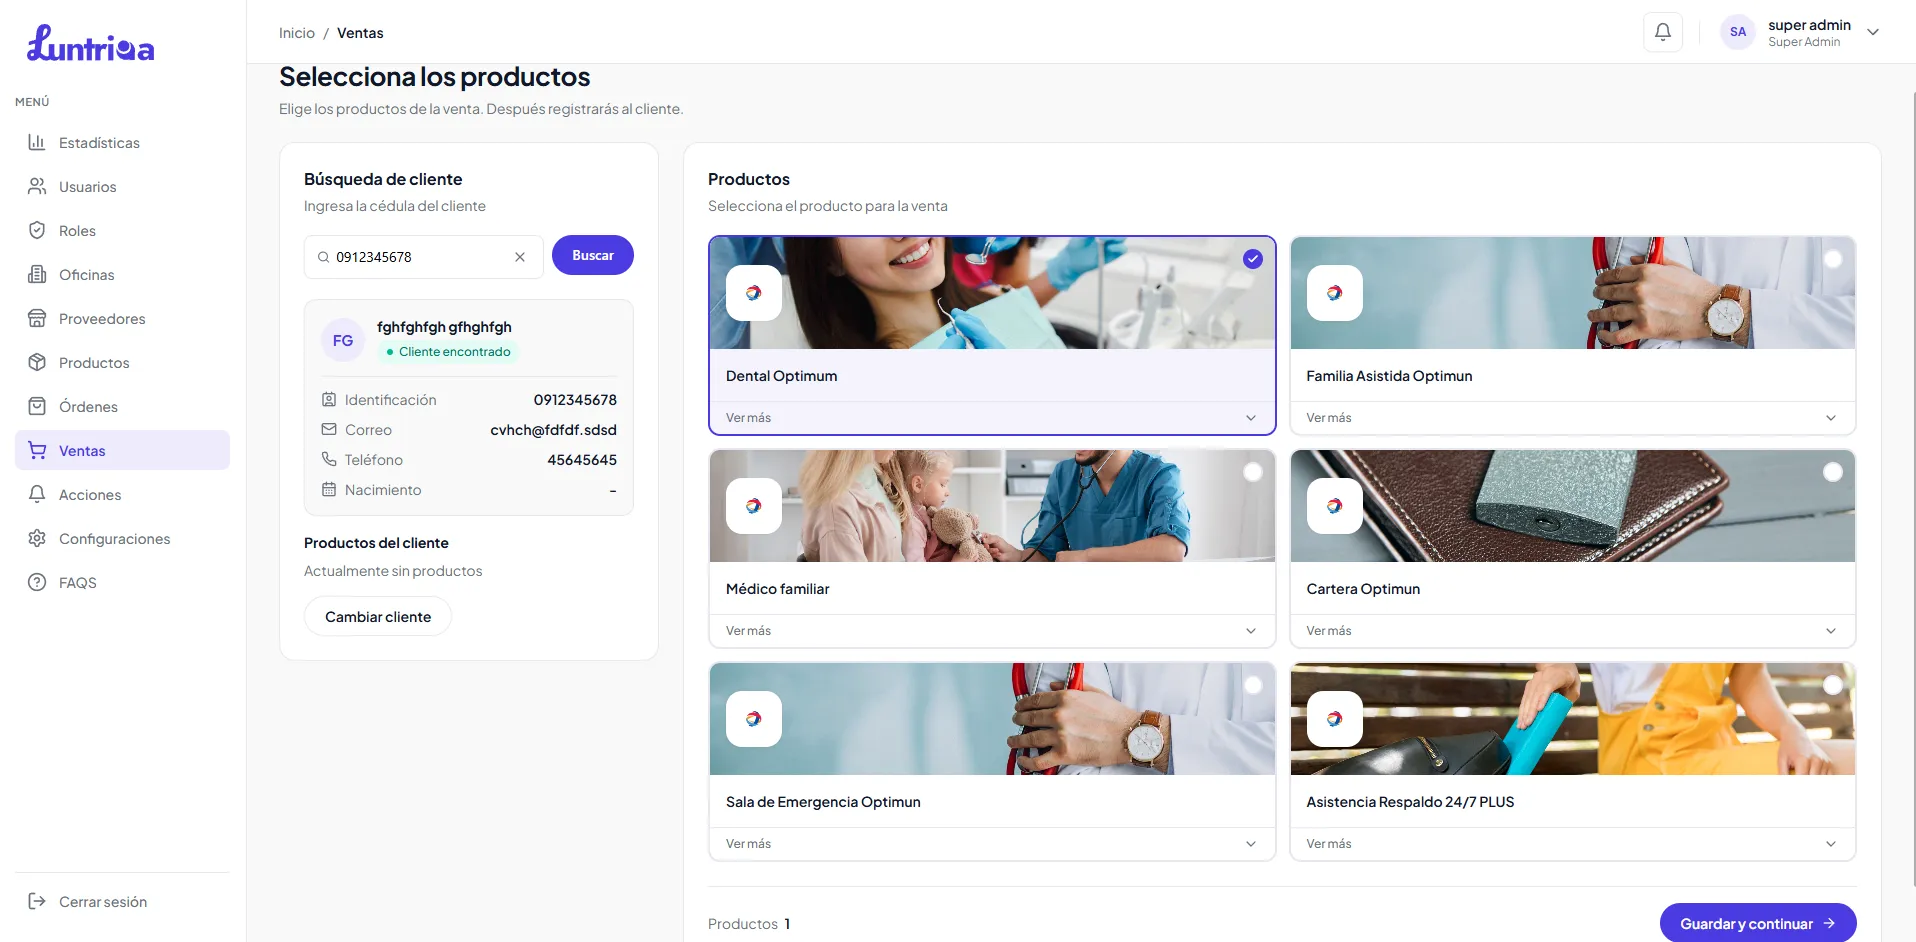 Luntria
MENÚ
Estadísticas
Usuarios
Roles
Oficinas
Proveedores
Productos
Órdenes
Ventas
Acciones
Configuraciones
FAQS
Cerrar sesión
Inicio / Ventas
SA
super admin
Super Admin
Selecciona los productos
Elige los productos de la venta. Después registrarás al cliente.
Búsqueda de cliente
Ingresa la cédula del cliente
0912345678
Buscar
FG
fghfghfgh gfhghfgh
Cliente encontrado
Identificación 0912345678
Correo cvhch@fdfdf.sdsd
Teléfono 45645645
Nacimiento –
Productos del cliente
Actualmente sin productos
Cambiar cliente
Productos
Selecciona el producto para la venta
Dental Optimum
Ver más
Familia Asistida Optimun
Ver más
Médico familiar
Ver más
Cartera Optimun
Ver más
Sala de Emergencia Optimun
Ver más
Asistencia Respaldo 24/7 PLUS
Ver más
Productos 1
Guardar y continuar